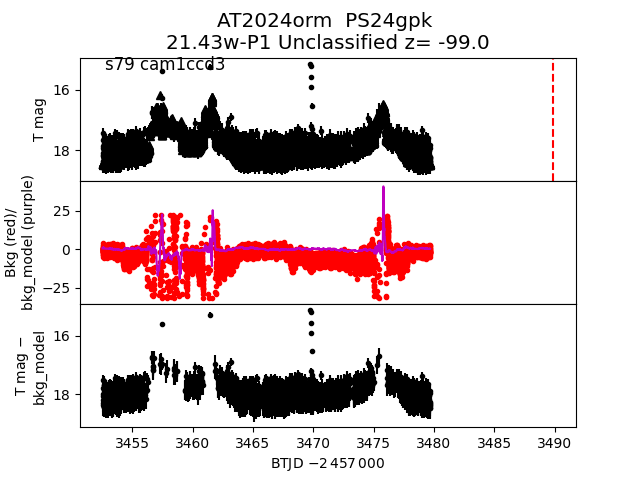 AT2024orm  PS24gpk
21.43w-P1 Unclassified z= -99.0
s79 cam1ccd3
T mag
16
18
Bkg (red)/
bkg_model (purple)
25
0
−25
T mag −
bkg_model
16
18
3455 3460 3465 3470 3475 3480 3485 3490
BTJD −2 457 000